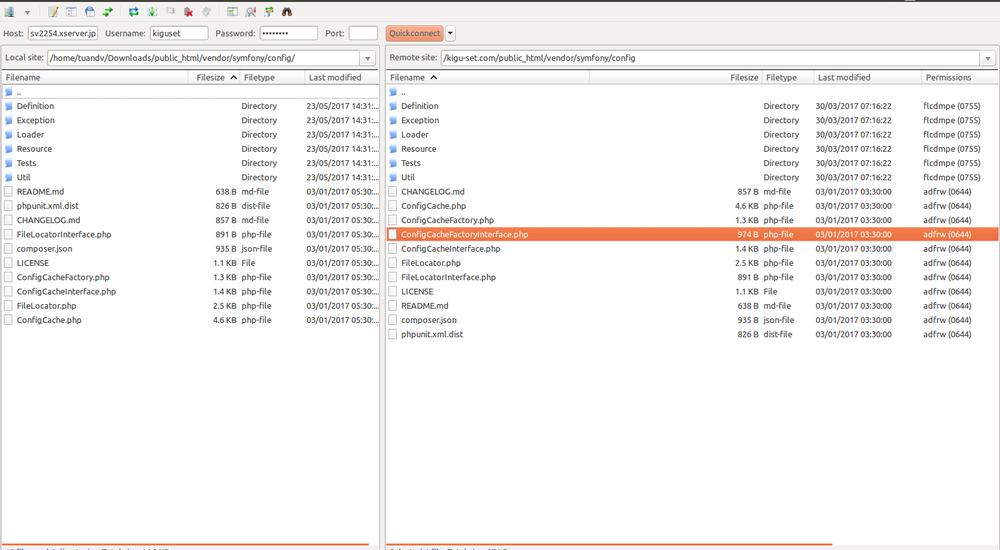 Host: sv2254.xserver.jp Username: kiguset Password: •••••••• Port: Quickconnect
Local site: /home/tuandv/Downloads/public_html/vendor/symfony/config/
Remote site: /kigu-set.com/public_html/vendor/symfony/config
Filename Filesize Filetype Last modified
..
Definition Directory 23/05/2017 14:31:...
Exception Directory 23/05/2017 14:31:...
Loader Directory 23/05/2017 14:31:...
Resource Directory 23/05/2017 14:31:...
Tests Directory 23/05/2017 14:31:...
Util Directory 23/05/2017 14:31:...
README.md 638 B md-file 03/01/2017 05:30:...
phpunit.xml.dist 826 B dist-file 03/01/2017 05:30:...
CHANGELOG.md 857 B md-file 03/01/2017 05:30:...
FileLocatorInterface.php 891 B php-file 03/01/2017 05:30:...
composer.json 935 B json-file 03/01/2017 05:30:...
LICENSE 1.1 KB File 03/01/2017 05:30:...
ConfigCacheFactory.php 1.3 KB php-file 03/01/2017 05:30:...
ConfigCacheInterface.php 1.4 KB php-file 03/01/2017 05:30:...
FileLocator.php 2.5 KB php-file 03/01/2017 05:30:...
ConfigCache.php 4.6 KB php-file 03/01/2017 05:30:...
Filename Filesize Filetype Last modified Permissions
..
Definition Directory 30/03/2017 07:16:22 flcdmpe (0755)
Exception Directory 30/03/2017 07:16:22 flcdmpe (0755)
Loader Directory 30/03/2017 07:16:22 flcdmpe (0755)
Resource Directory 30/03/2017 07:16:22 flcdmpe (0755)
Tests Directory 30/03/2017 07:16:22 flcdmpe (0755)
Util Directory 30/03/2017 07:16:22 flcdmpe (0755)
CHANGELOG.md 857 B md-file 03/01/2017 03:30:00 adfrw (0644)
ConfigCache.php 4.6 KB php-file 03/01/2017 03:30:00 adfrw (0644)
ConfigCacheFactory.php 1.3 KB php-file 03/01/2017 03:30:00 adfrw (0644)
ConfigCacheFactoryInterface.php 974 B php-file 03/01/2017 03:30:00 adfrw (0644)
ConfigCacheInterface.php 1.4 KB php-file 03/01/2017 03:30:00 adfrw (0644)
FileLocator.php 2.5 KB php-file 03/01/2017 03:30:00 adfrw (0644)
FileLocatorInterface.php 891 B php-file 03/01/2017 03:30:00 adfrw (0644)
LICENSE 1.1 KB File 03/01/2017 03:30:00 adfrw (0644)
README.md 638 B md-file 03/01/2017 03:30:00 adfrw (0644)
composer.json 935 B json-file 03/01/2017 03:30:00 adfrw (0644)
phpunit.xml.dist 826 B dist-file 03/01/2017 03:30:00 adfrw (0644)